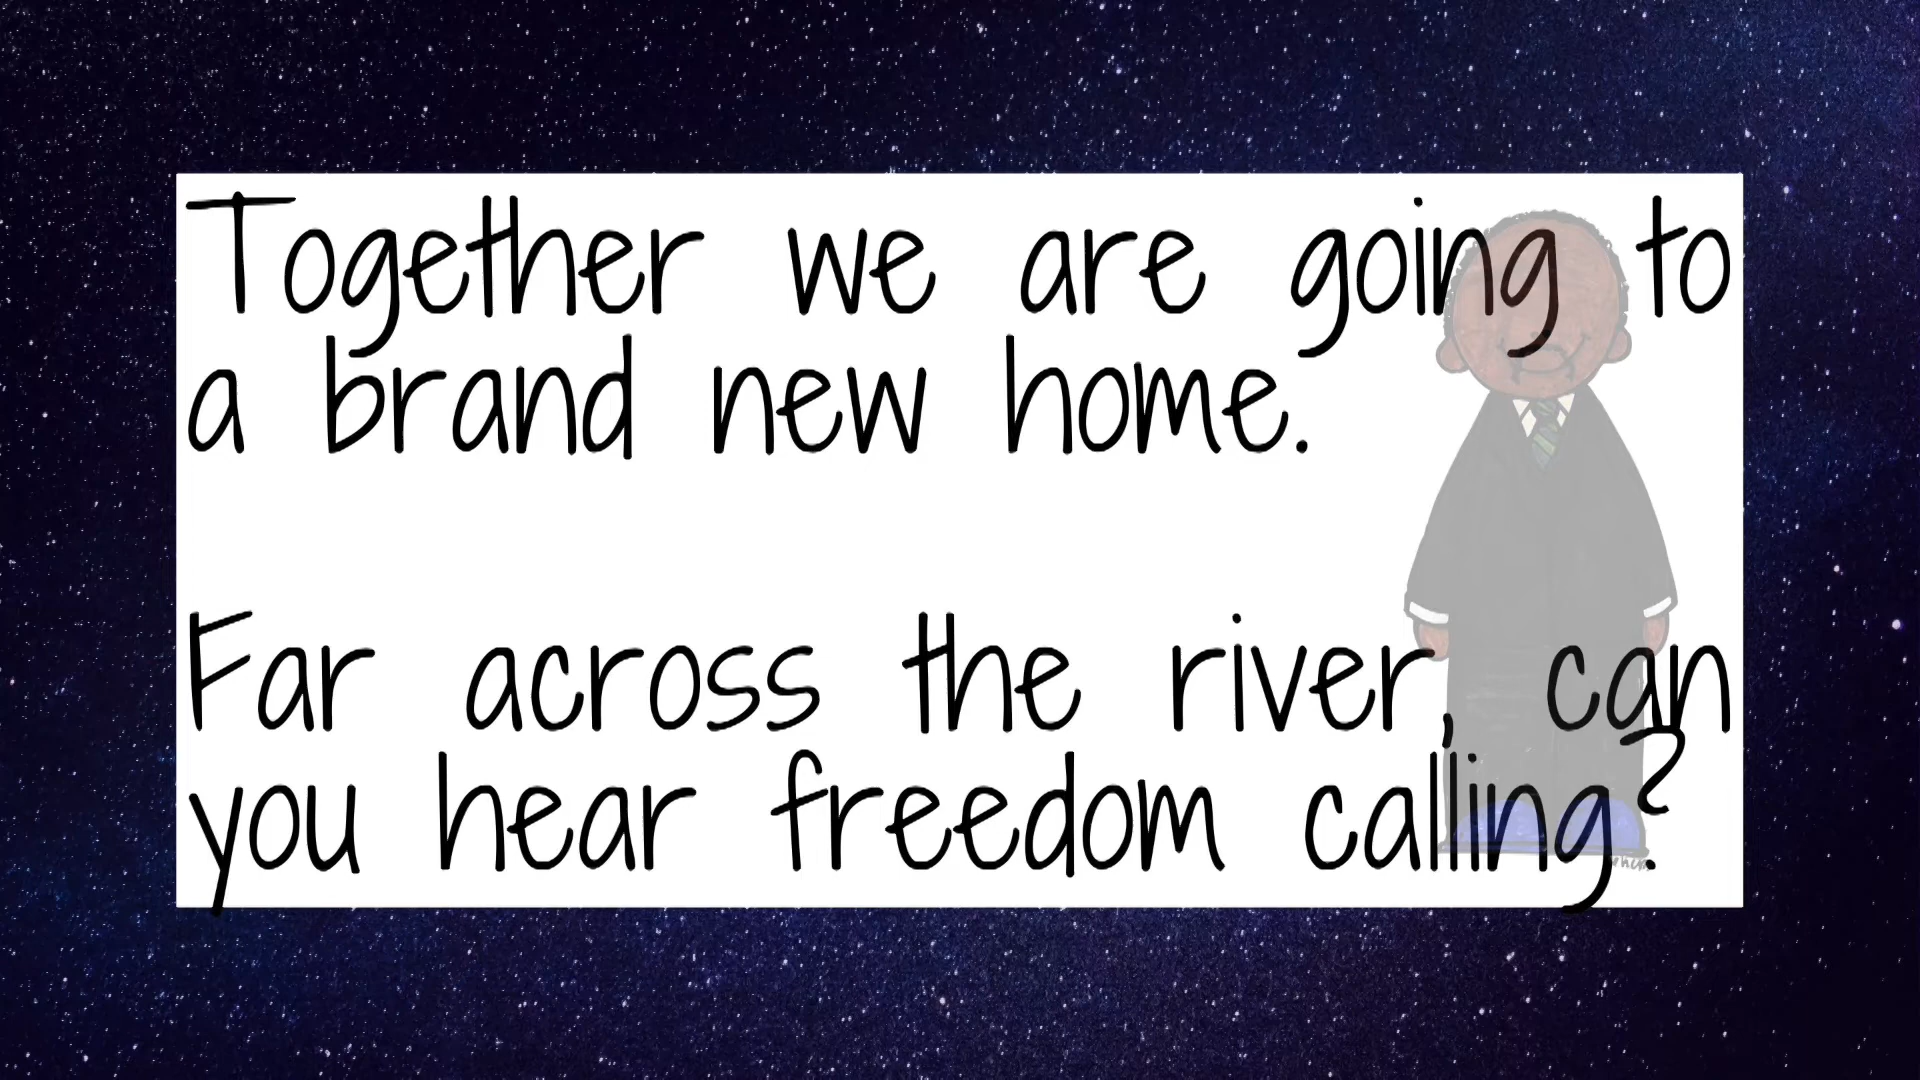 Together we are going to
a brand new home.
Far across the river, can
you hear freedom calling?